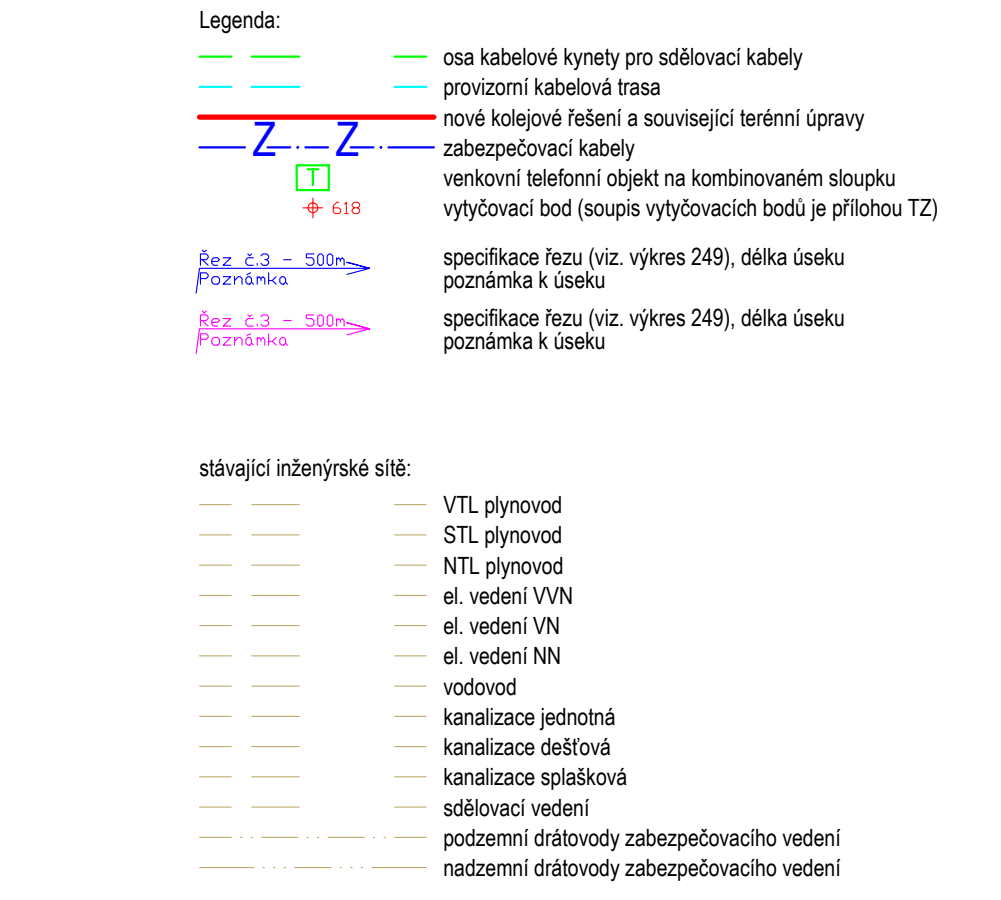 Legenda:
osa kabelové kynety pro sdělovací kabely
provizorní kabelová trasa
nové kolejové řešení a související terénní úpravy
Z Z zabezpečovací kabely
T venkovní telefonní objekt na kombinovaném sloupku
618 vytyčovací bod (soupis vytyčovacích bodů je přílohou TZ)
Řez č.3 - 500m specifikace řezu (viz. výkres 249), délka úseku
Poznámka poznámka k úseku
Řez č.3 - 500m specifikace řezu (viz. výkres 249), délka úseku
Poznámka poznámka k úseku
stávající inženýrské sítě:
VTL plynovod
STL plynovod
NTL plynovod
el. vedení VVN
el. vedení VN
el. vedení NN
vodovod
kanalizace jednotná
kanalizace dešťová
kanalizace splašková
sdělovací vedení
podzemní drátovody zabezpečovacího vedení
nadzemní drátovody zabezpečovacího vedení